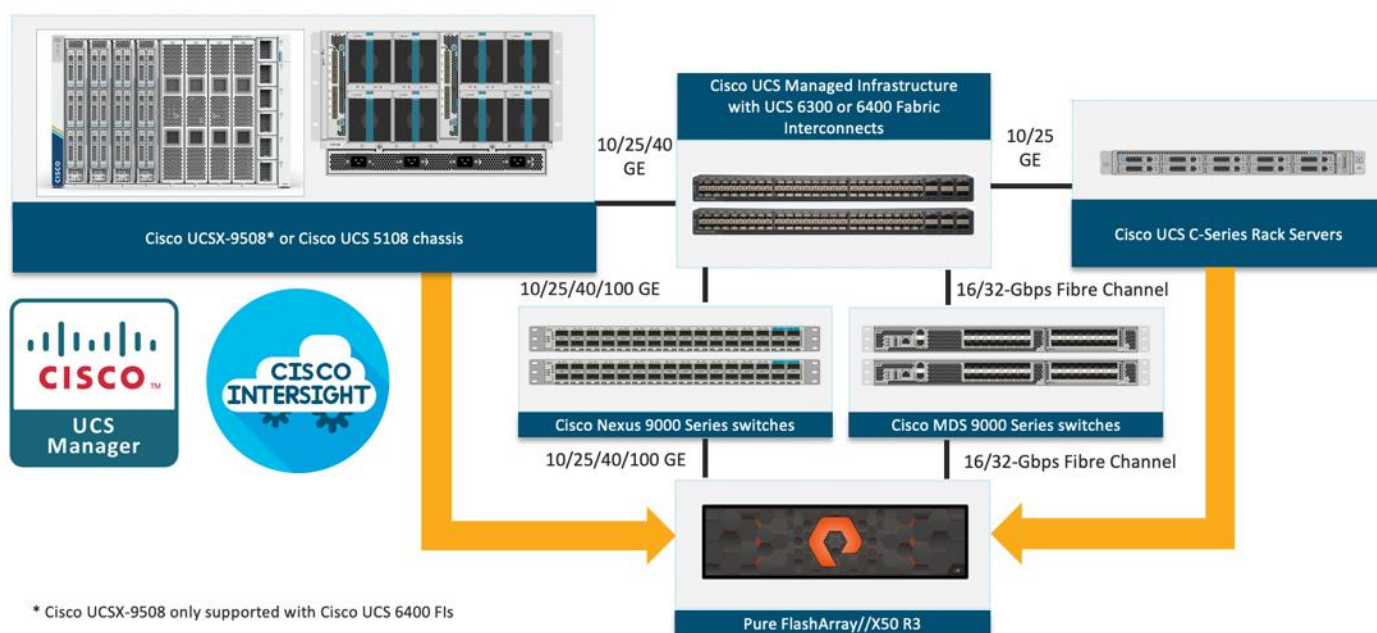 Cisco UCS Managed Infrastructure
with UCS 6300 or 6400 Fabric
Interconnects
10/25/40
GE
10/25
GE
CISCO
Cisco UCSX-9508* or Cisco UCS 5108 chassis
Cisco UCS C-Series Rack Servers
10/25/40/100 GE
16/32-Gbps Fibre Channel
CISCO TM
UCS
Manager
CISCO
INTERSIGHT
Cisco Nexus 9000 Series switches
Cisco MDS 9000 Series switches
10/25/40/100 GE
16/32-Gbps Fibre Channel
* Cisco UCSX-9508 only supported with Cisco UCS 6400 FIs
Pure FlashArray//X50 R3